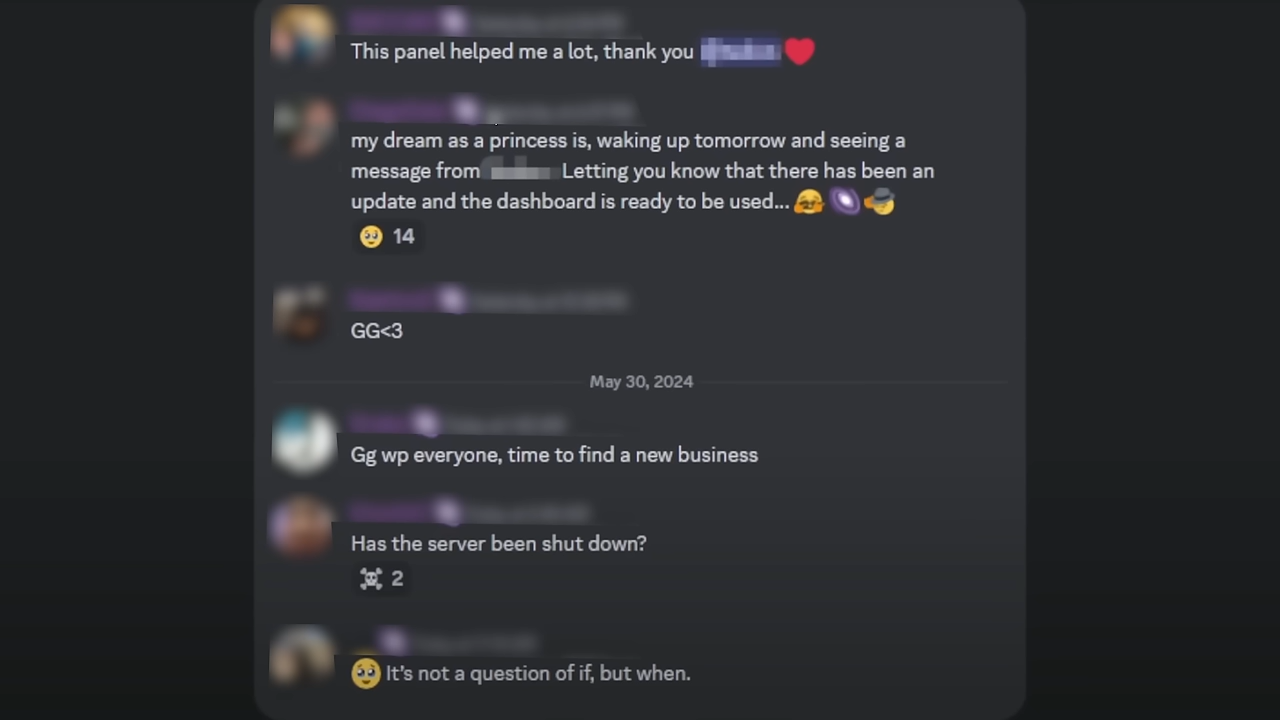 This panel helped me a lot, thank you
my dream as a princess is, waking up tomorrow and seeing a
message from Letting you know that there has been an
update and the dashboard is ready to be used...
14
GG<3
May 30, 2024
Gg wp everyone, time to find a new business
Has the server been shut down?
2
It's not a question of if, but when.